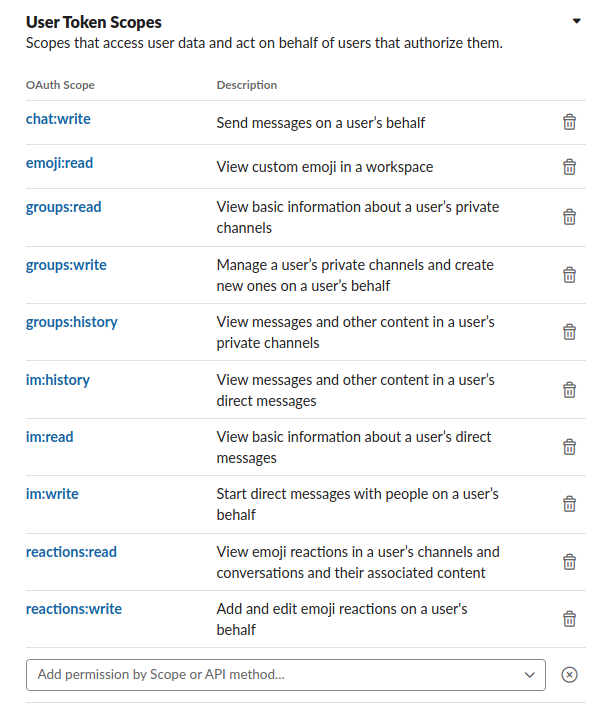 User Token Scopes
Scopes that access user data and act on behalf of users that authorize them.
OAuth Scope Description
chat:write Send messages on a user’s behalf
emoji:read View custom emoji in a workspace
groups:read View basic information about a user’s private
channels
groups:write Manage a user’s private channels and create
new ones on a user’s behalf
groups:history View messages and other content in a user’s
private channels
im:history View messages and other content in a user’s
direct messages
im:read View basic information about a user’s direct
messages
im:write Start direct messages with people on a user’s
behalf
reactions:read View emoji reactions in a user’s channels and
conversations and their associated content
reactions:write Add and edit emoji reactions on a user's
behalf
Add permission by Scope or API method...